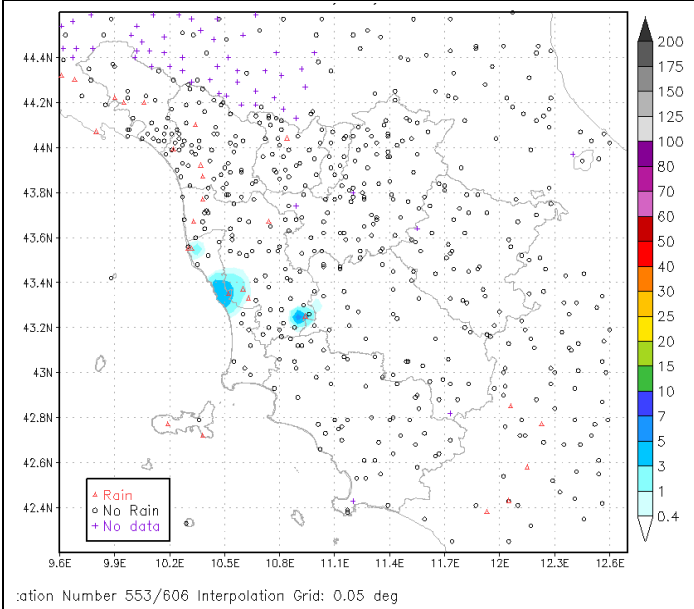 44.4N
44.2N
44N
43.8N
43.6N
43.4N
43.2N
43N
42.8N
42.6N
42.4N
9.6E 9.9E 10.2E 10.5E 10.8E 11.1E 11.4E 11.7E 12E 12.3E 12.6E
200
175
150
125
100
80
70
60
50
40
30
25
20
15
10
7
5
3
1
0.4
Rain
No Rain
No data
ation Number 553/606 Interpolation Grid: 0.05 deg